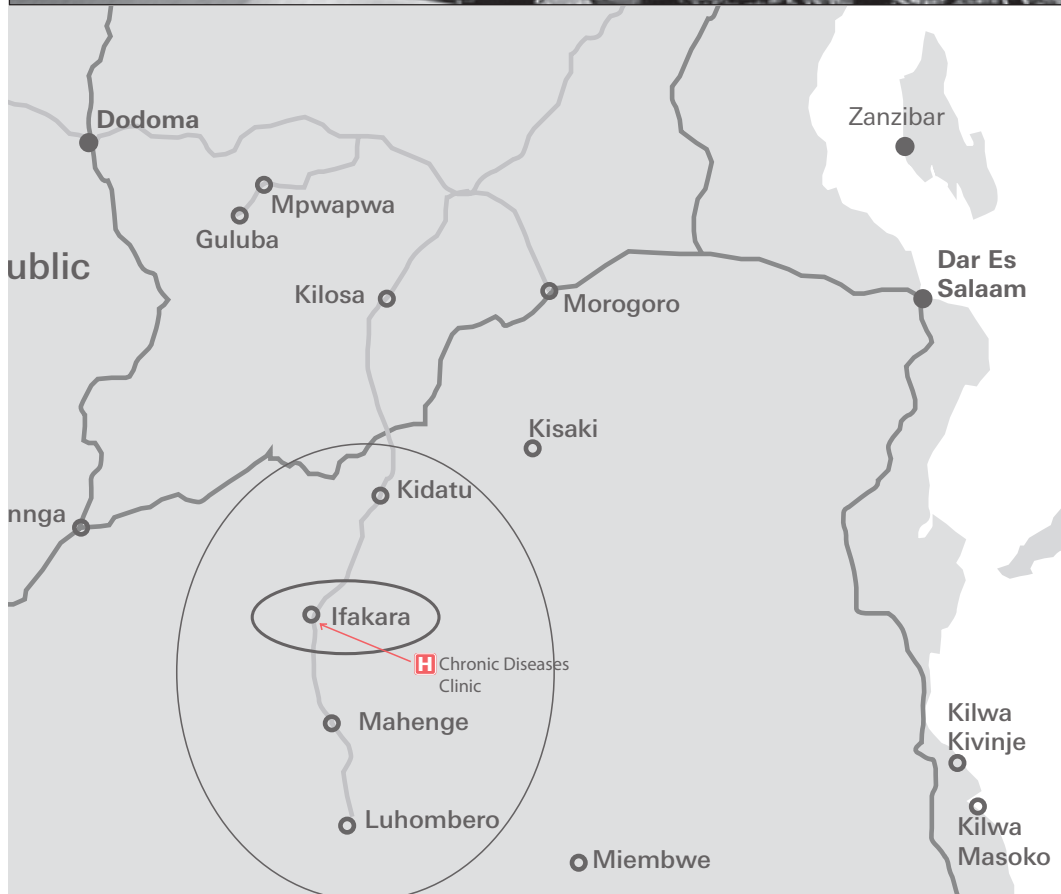 Dodoma
Zanzibar
Mpwapwa
Guluba
ublic
Dar Es
Salaam
Kilosa
Morogoro
Kisaki
Kidatu
nnga
Ifakara
H Chronic Diseases
Clinic
Mahenge
Kilwa
Kivinje
Luhombero
Kilwa
Masoko
Miembwe